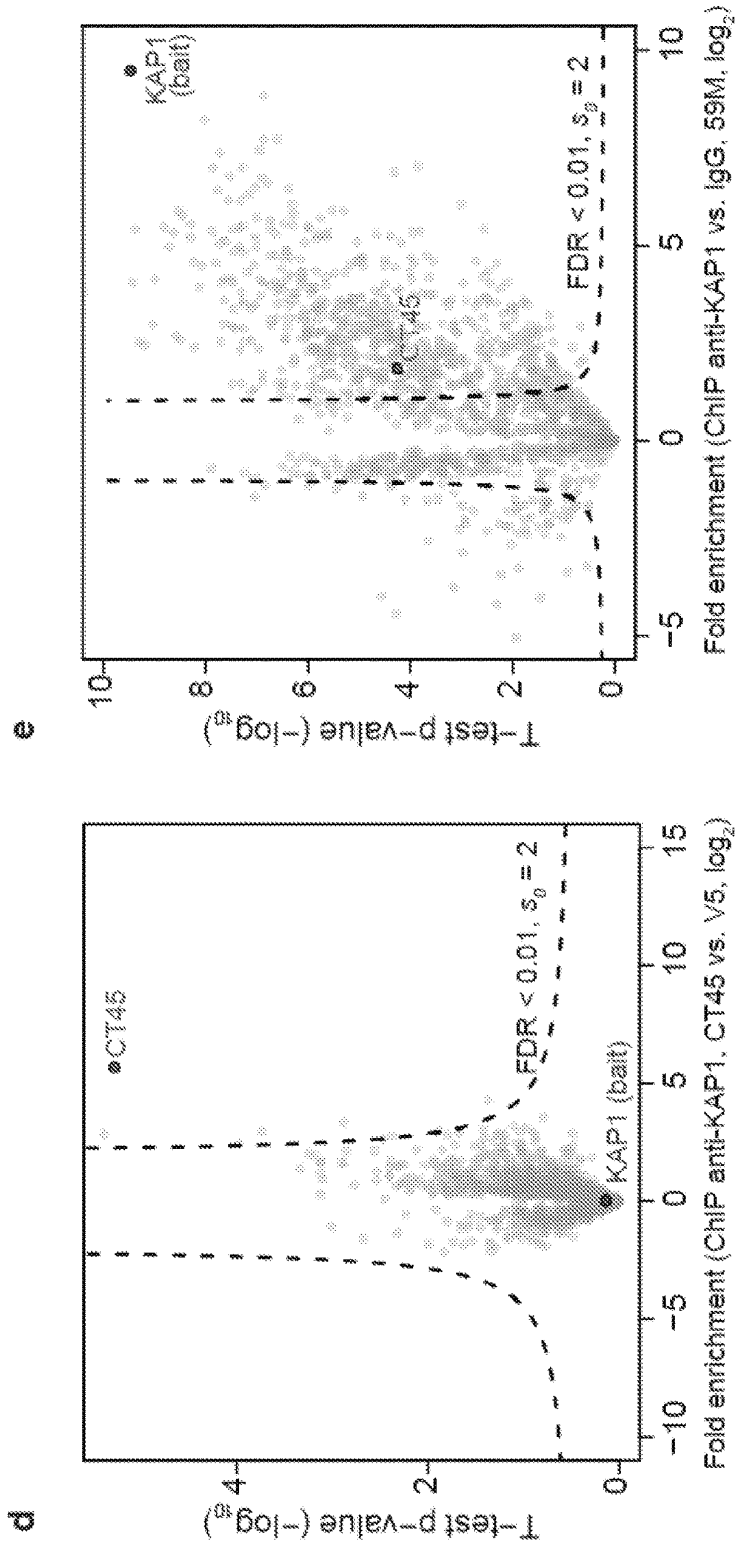 d
T-test p-value (-log₁₀)
4
2
0
CT45
FDR < 0.01, s₀ = 2
KAP1 (bait)
−10
−5
0
5
10
15
Fold enrichment (ChIP anti-KAP1, CT45 vs. V5, log₂)
e
T-test p-value (-log₁₀)
10
8
6
4
2
0
KAP1
(bait)
CT45
FDR < 0.01, s₀ = 2
−5
0
5
10
Fold enrichment (ChIP anti-KAP1 vs. IgG, 59M, log₂)